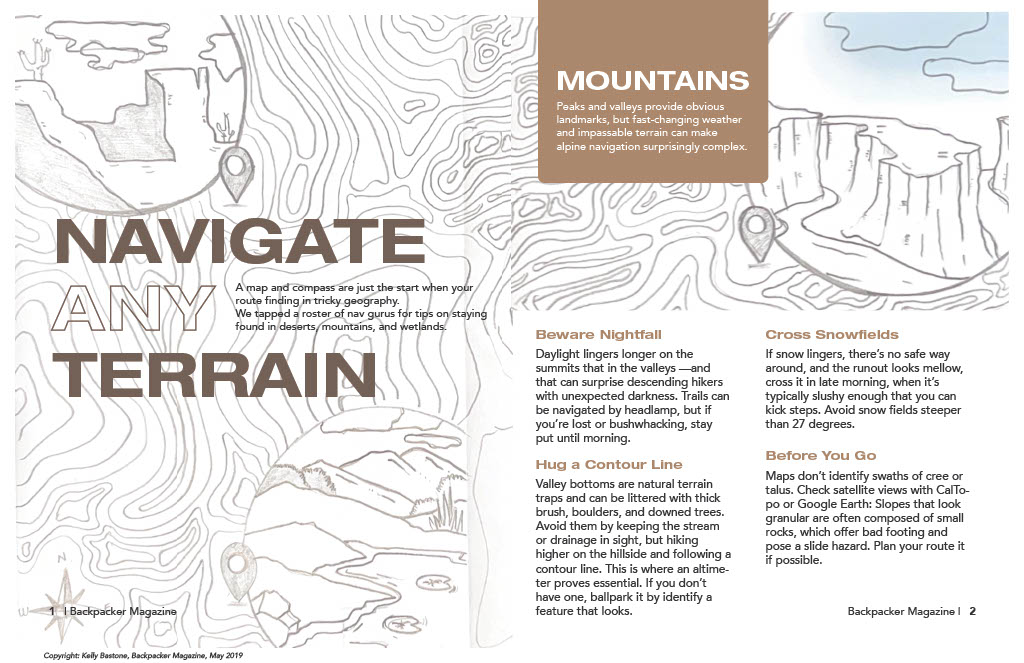 NAVIGATE
ANY
TERRAIN
A map and compass are just the start when your
route finding in tricky geography.
We tapped a roster of nav gurus for tips on staying
found in deserts, mountains, and wetlands.
N
W
1 | Backpacker Magazine
Copyright: Kelly Bastone, Backpacker Magazine, May 2019
MOUNTAINS
Peaks and valleys provide obvious
landmarks, but fast-changing weather
and impassable terrain can make
alpine navigation surprisingly complex.
Beware Nightfall
Daylight lingers longer on the
summits that in the valleys —and
that can surprise descending hikers
with unexpected darkness. Trails can
be navigated by headlamp, but if
you're lost or bushwhacking, stay
put until morning.
Hug a Contour Line
Valley bottoms are natural terrain
traps and can be littered with thick
brush, boulders, and downed trees.
Avoid them by keeping the stream
or drainage in sight, but hiking
higher on the hillside and following a
contour line. This is where an altime-
ter proves essential. If you don't
have one, ballpark it by identify a
feature that looks.
Cross Snowfields
If snow lingers, there's no safe way
around, and the runout looks mellow,
cross it in late morning, when it's
typically slushy enough that you can
kick steps. Avoid snow fields steeper
than 27 degrees.
Before You Go
Maps don't identify swaths of cree or
talus. Check satellite views with CalTo-
po or Google Earth: Slopes that look
granular are often composed of small
rocks, which offer bad footing and
pose a slide hazard. Plan your route it
if possible.
Backpacker Magazine | 2